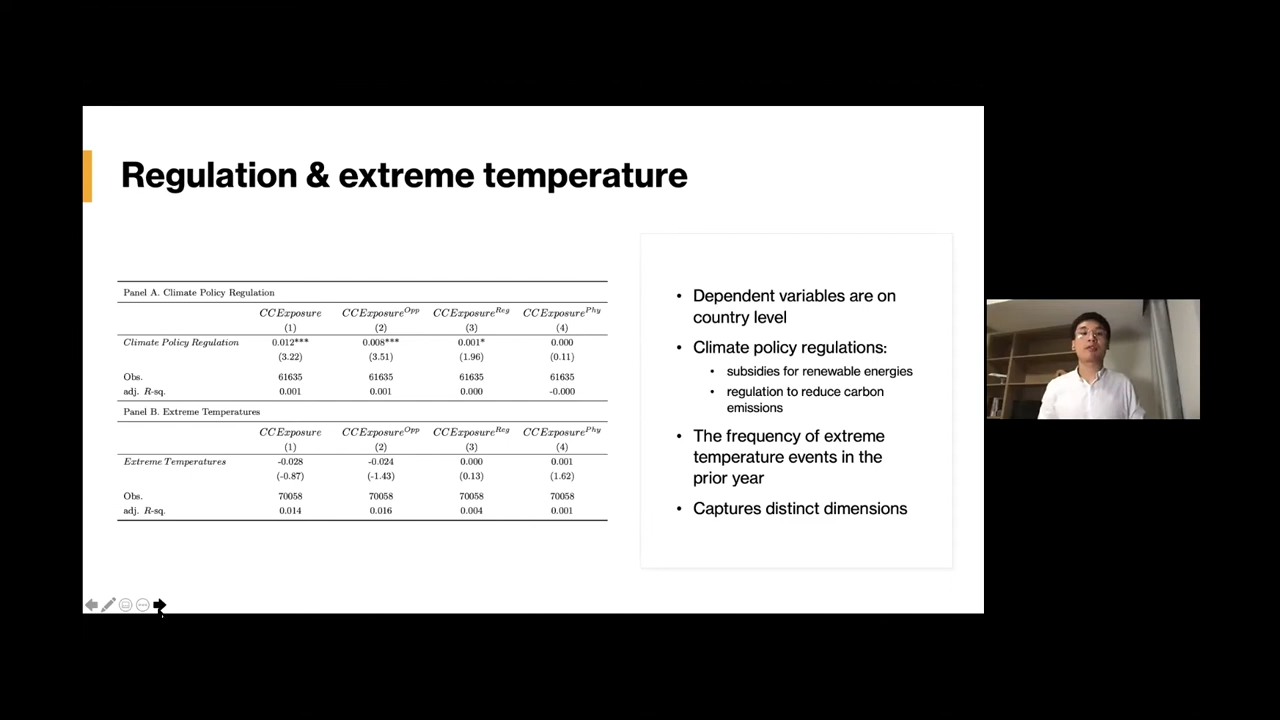 Regulation & extreme temperature
Panel A. Climate Policy Regulation
CCExposure CCExposure^Opp CCExposure^Reg CCExposure^Phy
(1) (2) (3) (4)
Climate Policy Regulation 0.012*** 0.008*** 0.001* 0.000
(3.22) (3.51) (1.96) (0.11)
Obs. 61635 61635 61635 61635
adj. R-sq. 0.001 0.001 0.000 -0.000
Panel B. Extreme Temperatures
CCExposure CCExposure^Opp CCExposure^Reg CCExposure^Phy
(1) (2) (3) (4)
Extreme Temperatures -0.028 -0.024 0.000 0.001
(-0.87) (-1.43) (0.13) (1.62)
Obs. 70058 70058 70058 70058
adj. R-sq. 0.014 0.016 0.004 0.001
• Dependent variables are on
country level
• Climate policy regulations:
• subsidies for renewable energies
• regulation to reduce carbon
emissions
• The frequency of extreme
temperature events in the
prior year
• Captures distinct dimensions